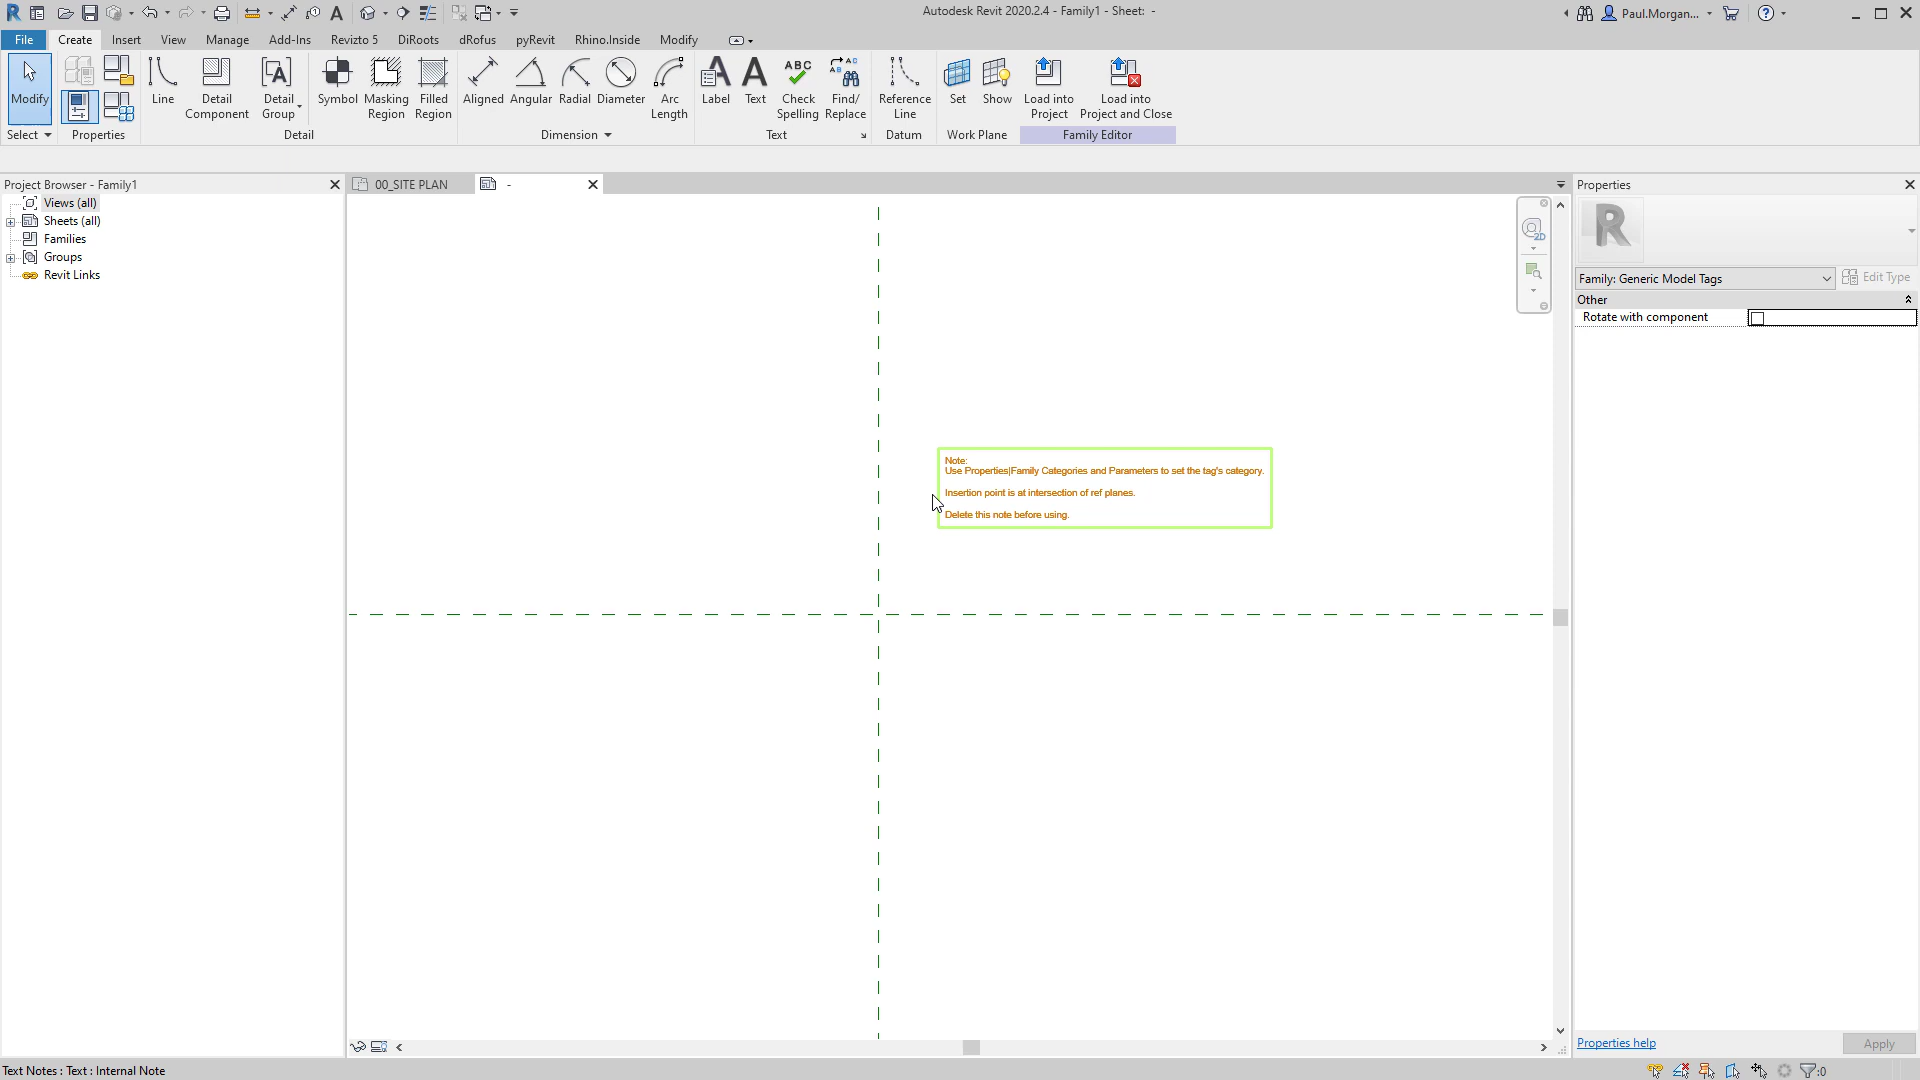 Autodesk Revit 2020.2.4 - Family1 - Sheet: -
Paul.Morgan...
File Create Insert View Manage Add-Ins Revizto 5 DiRoots dRofus pyRevit Rhino.Inside Modify
Modify
Line
Detail Component
Detail Group
Symbol
Masking Region
Filled Region
Aligned
Angular
Radial
Diameter
Arc Length
Label
Text
ABC
Check Spelling
Find/ Replace
Reference Line
Set
Show
Load into Project
Load into Project and Close
Select Properties Detail Dimension Text Datum Work Plane Family Editor
Project Browser - Family1
00_SITE PLAN
-
Properties
Views (all)
Sheets (all)
Families
Groups
Revit Links
2D
R
Family: Generic Model Tags
Edit Type
Other
Rotate with component
Note:
Use Properties|Family Categories and Parameters to set the tag's category.
Insertion point is at intersection of ref planes.
Delete this note before using.
Properties help
Apply
Text Notes : Text : Internal Note
:0